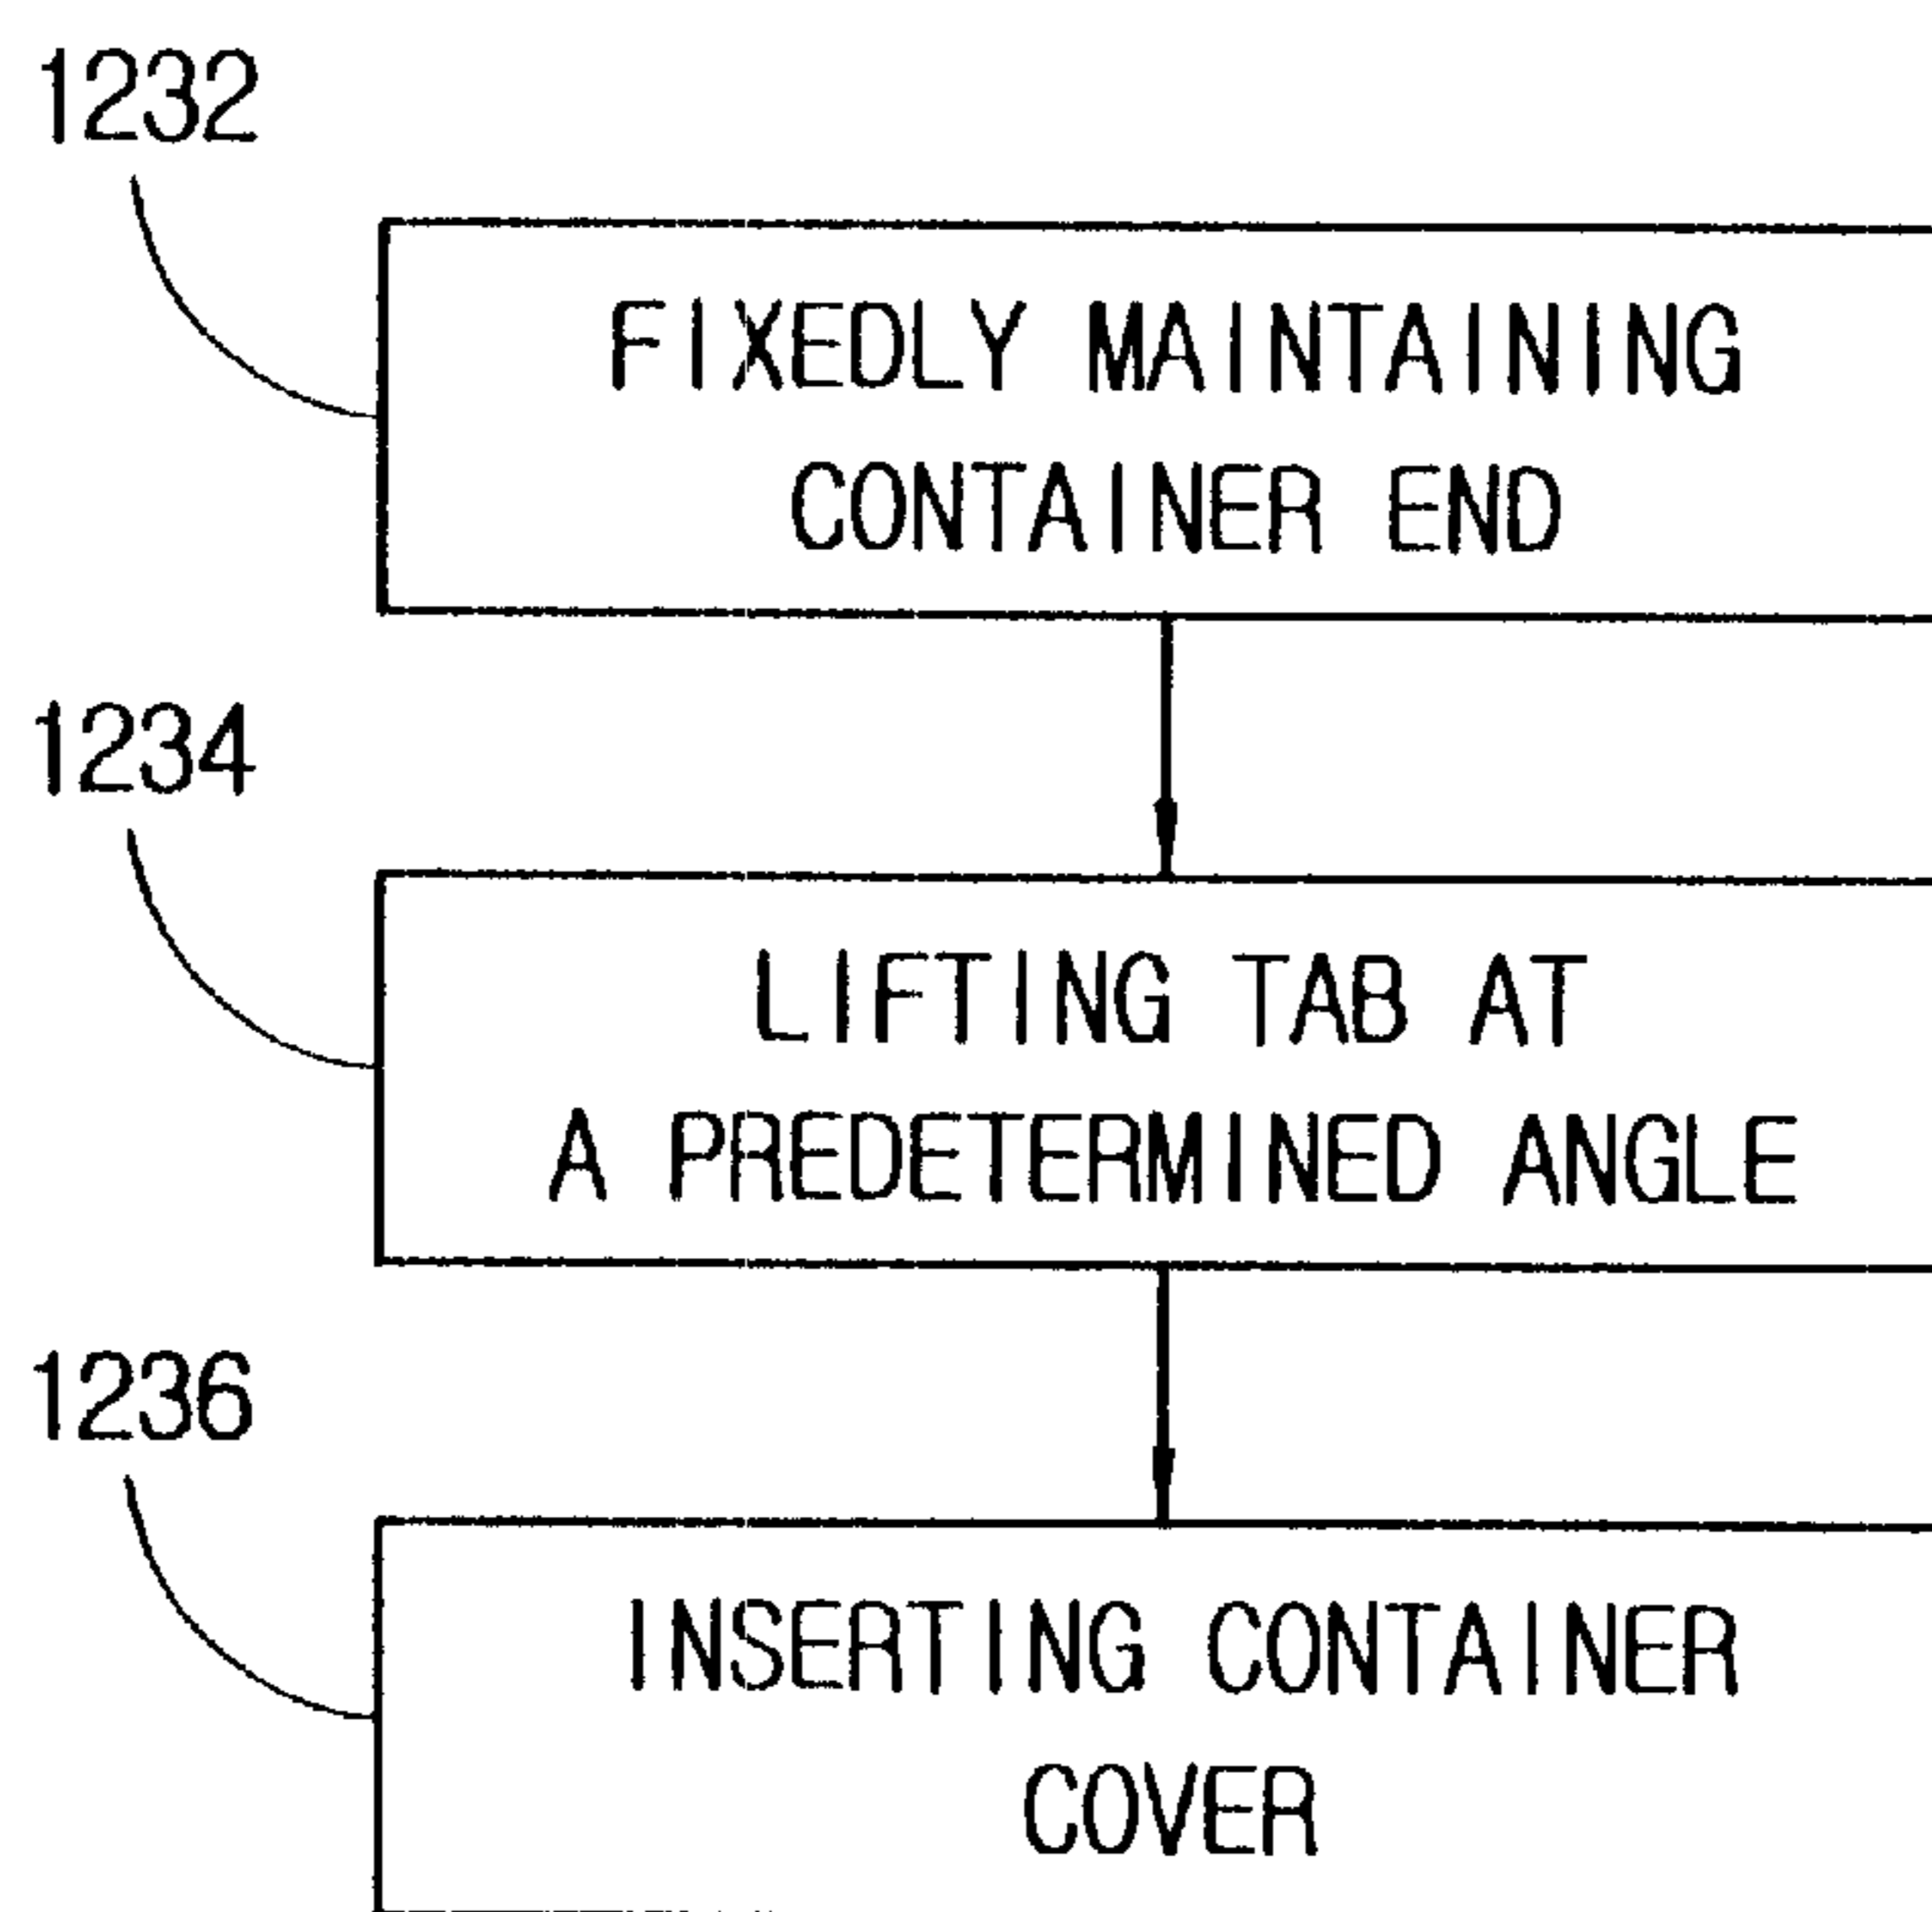 1232
FIXEDLY MAINTAINING
CONTAINER END
1234
LIFTING TAB AT
A PREDETERMINED ANGLE
1236
INSERTING CONTAINER
COVER